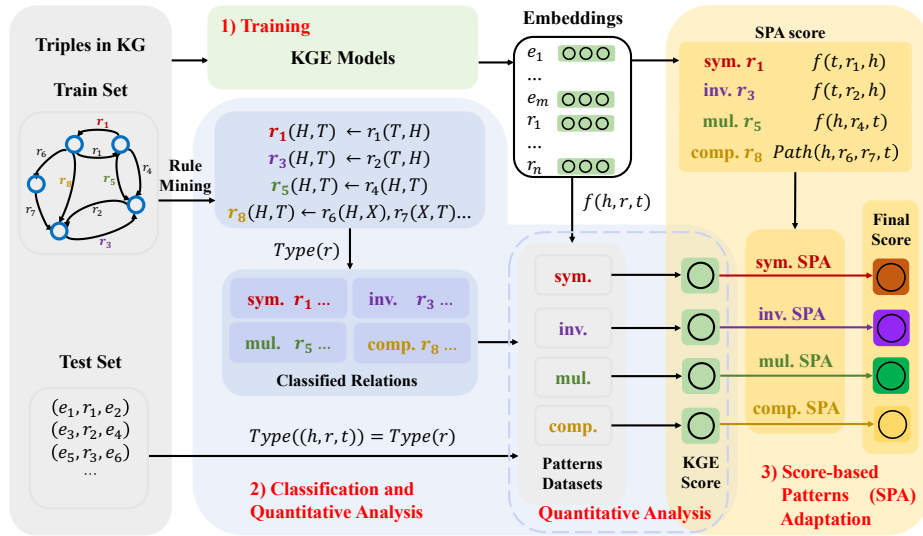 Triples in KG
Train Set
r₁
r₆
r₁
r₈
r₅
r₄
r₇
r₂
r₃
Rule
Mining
Test Set
(e₁, r₁, e₂)
(e₃, r₂, e₄)
(e₅, r₃, e₆)
...
1) Training
KGE Models
r₁(H, T) ← r₁(T, H)
r₃(H, T) ← r₂(T, H)
r₅(H, T) ← r₄(H, T)
r₈(H, T) ← r₆(H, X), r₇(X, T)...
Type(r)
sym. r₁ ...
inv. r₃ ...
mul. r₅ ...
comp. r₈ ...
Classified Relations
Type((h, r, t)) = Type(r)
2) Classification and
Quantitative Analysis
Embeddings
e₁
...
eₘ
r₁
...
rₙ
f(h, r, t)
sym.
inv.
mul.
comp.
Patterns
Datasets
KGE
Score
Quantitative Analysis
SPA score
sym. r₁ f(t, r₁, h)
inv. r₃ f(t, r₂, h)
mul. r₅ f(h, r₄, t)
comp. r₈ Path(h, r₆, r₇, t)
Final
Score
sym. SPA
inv. SPA
mul. SPA
comp. SPA
3) Score-based
Patterns (SPA)
Adaptation